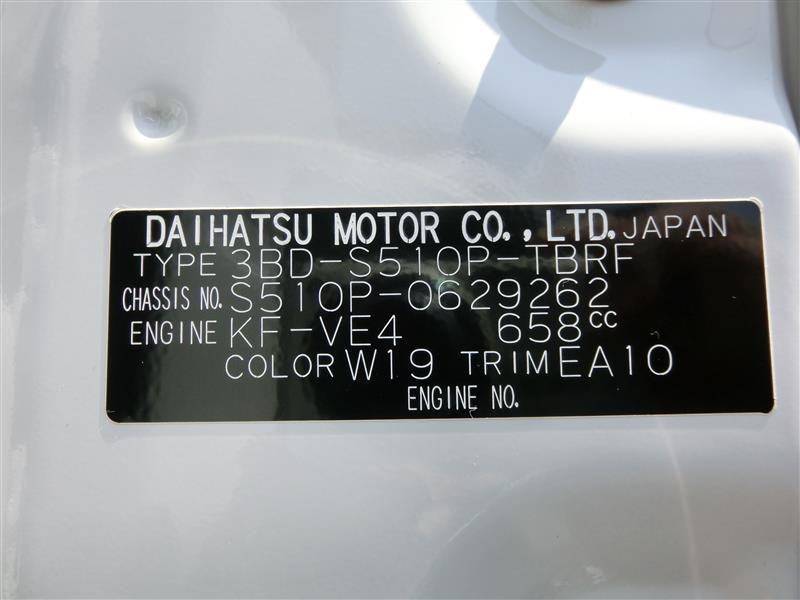 DAIHATSU MOTOR CO., LTD. JAPAN
TYPE 3BD-S510P-TBRF
CHASSIS NO. S510P-0629262
ENGINE KF-VE4 658CC
COLOR W19 TRIM EA10
ENGINE NO.